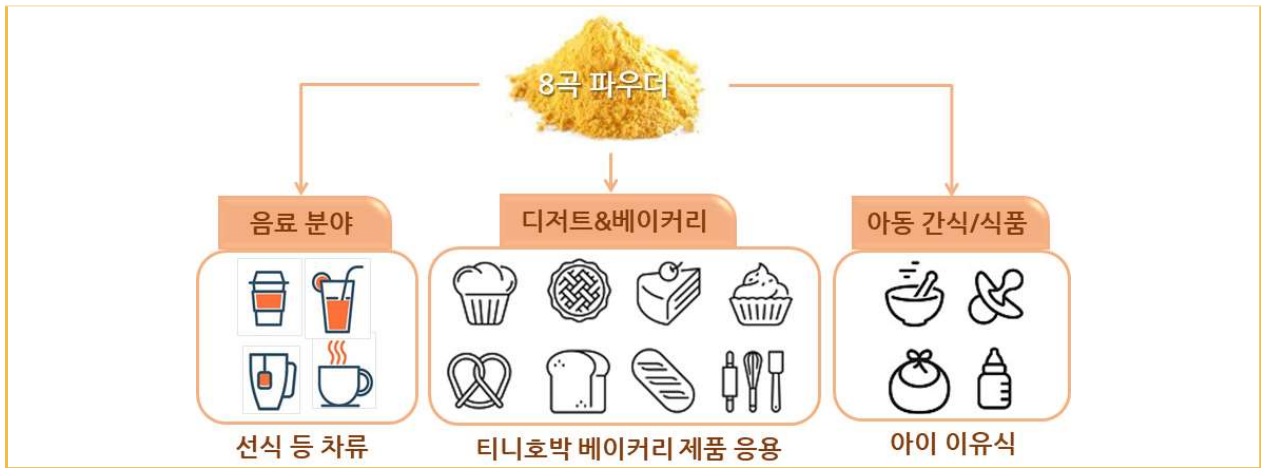 8곡 파우더
음료 분야
디저트&베이커리
아동 간식/식품
선식 등 차류
티니호박 베이커리 제품 응용
아이 이유식